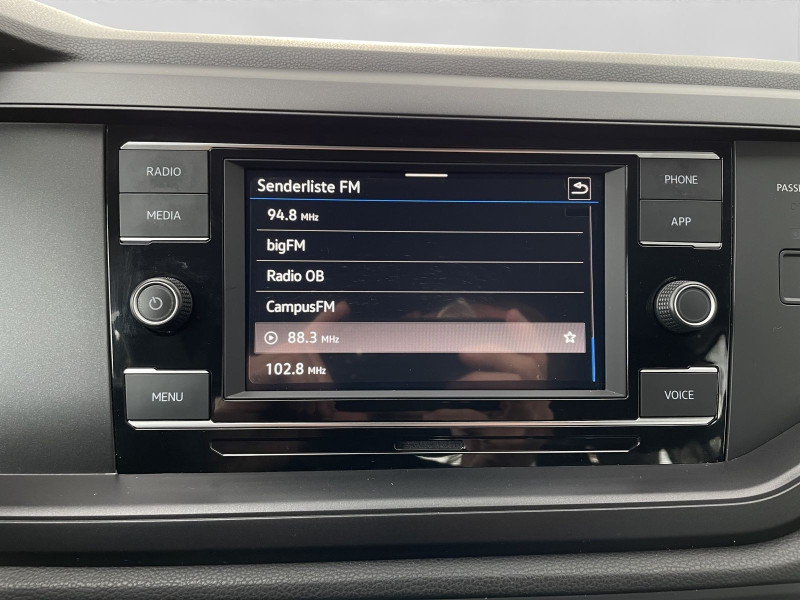 RADIO
MEDIA
MENU
Senderliste FM
94.8 MHz
bigFM
Radio OB
CampusFM
88.3 MHz
102.8 MHz
PHONE
APP
VOICE